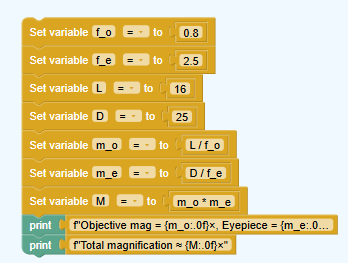 Set variable f_o = to 0.8
Set variable f_e = to 2.5
Set variable L = to 16
Set variable D = to 25
Set variable m_o = to L / f_o
Set variable m_e = to D / f_e
Set variable M = to m_o * m_e
print f"Objective mag = {m_o:.0f}×, Eyepiece = {m_e:.0...
print f"Total magnification ≈ {M:.0f}×"